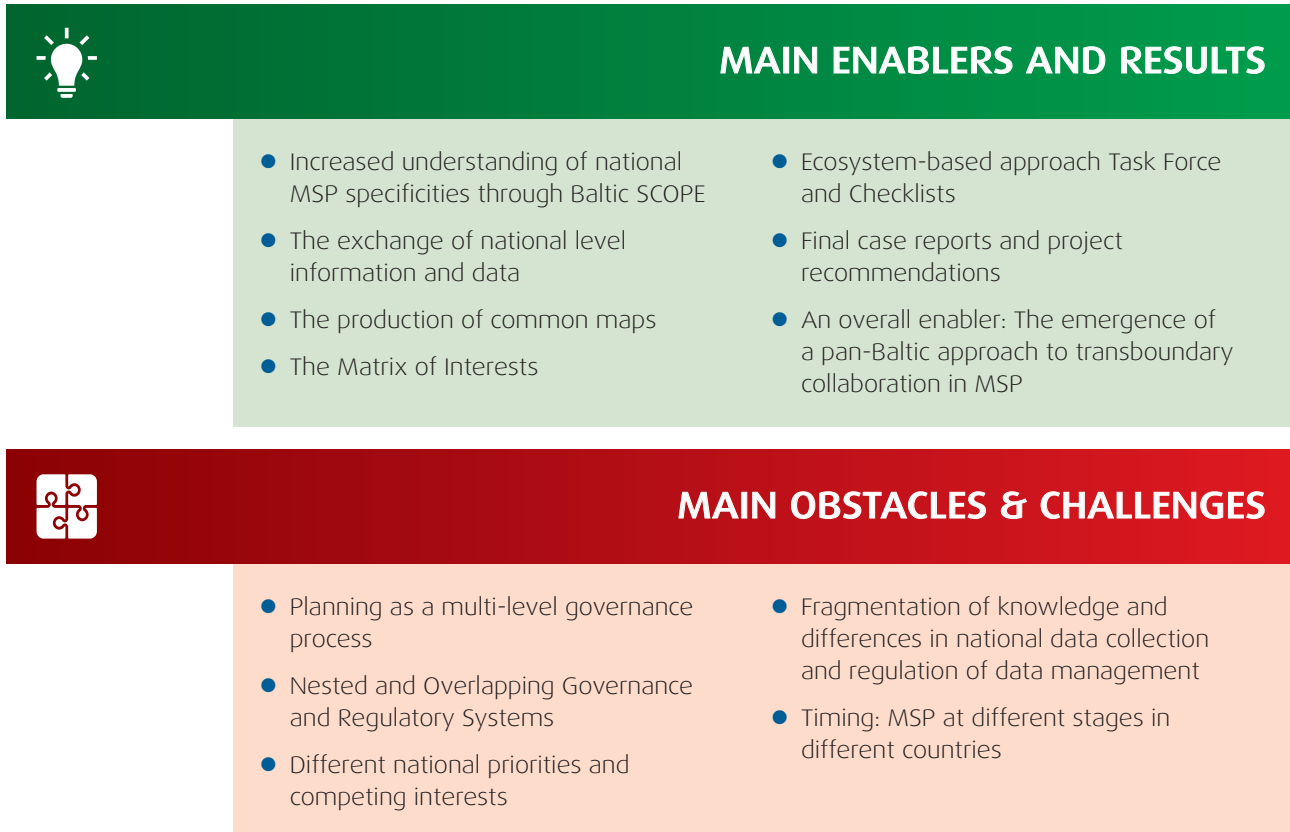 MAIN ENABLERS AND RESULTS
Increased understanding of national
MSP specificities through Baltic SCOPE
The exchange of national level
information and data
The production of common maps
The Matrix of Interests
Ecosystem-based approach Task Force
and Checklists
Final case reports and project
recommendations
An overall enabler: The emergence of
a pan-Baltic approach to transboundary
collaboration in MSP
MAIN OBSTACLES & CHALLENGES
Planning as a multi-level governance
process
Nested and Overlapping Governance
and Regulatory Systems
Different national priorities and
competing interests
Fragmentation of knowledge and
differences in national data collection
and regulation of data management
Timing: MSP at different stages in
different countries